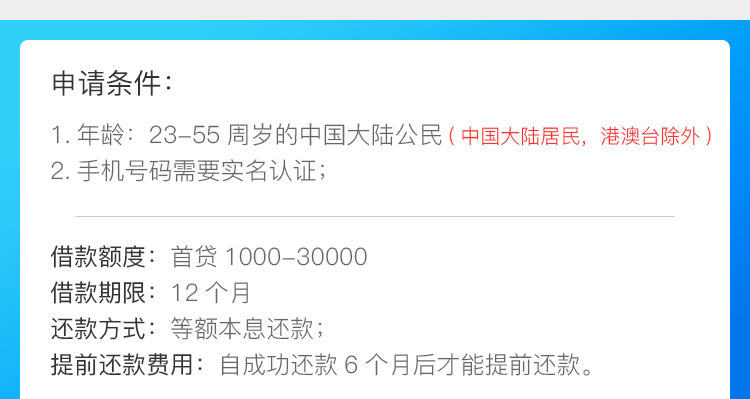 申请条件：
1. 年龄：23-55 周岁的中国大陆公民（中国大陆居民，港澳台除外）
2. 手机号码需要实名认证；
借款额度：首贷 1000-30000
借款期限：12 个月
还款方式：等额本息还款；
提前还款费用：自成功还款 6 个月后才能提前还款。